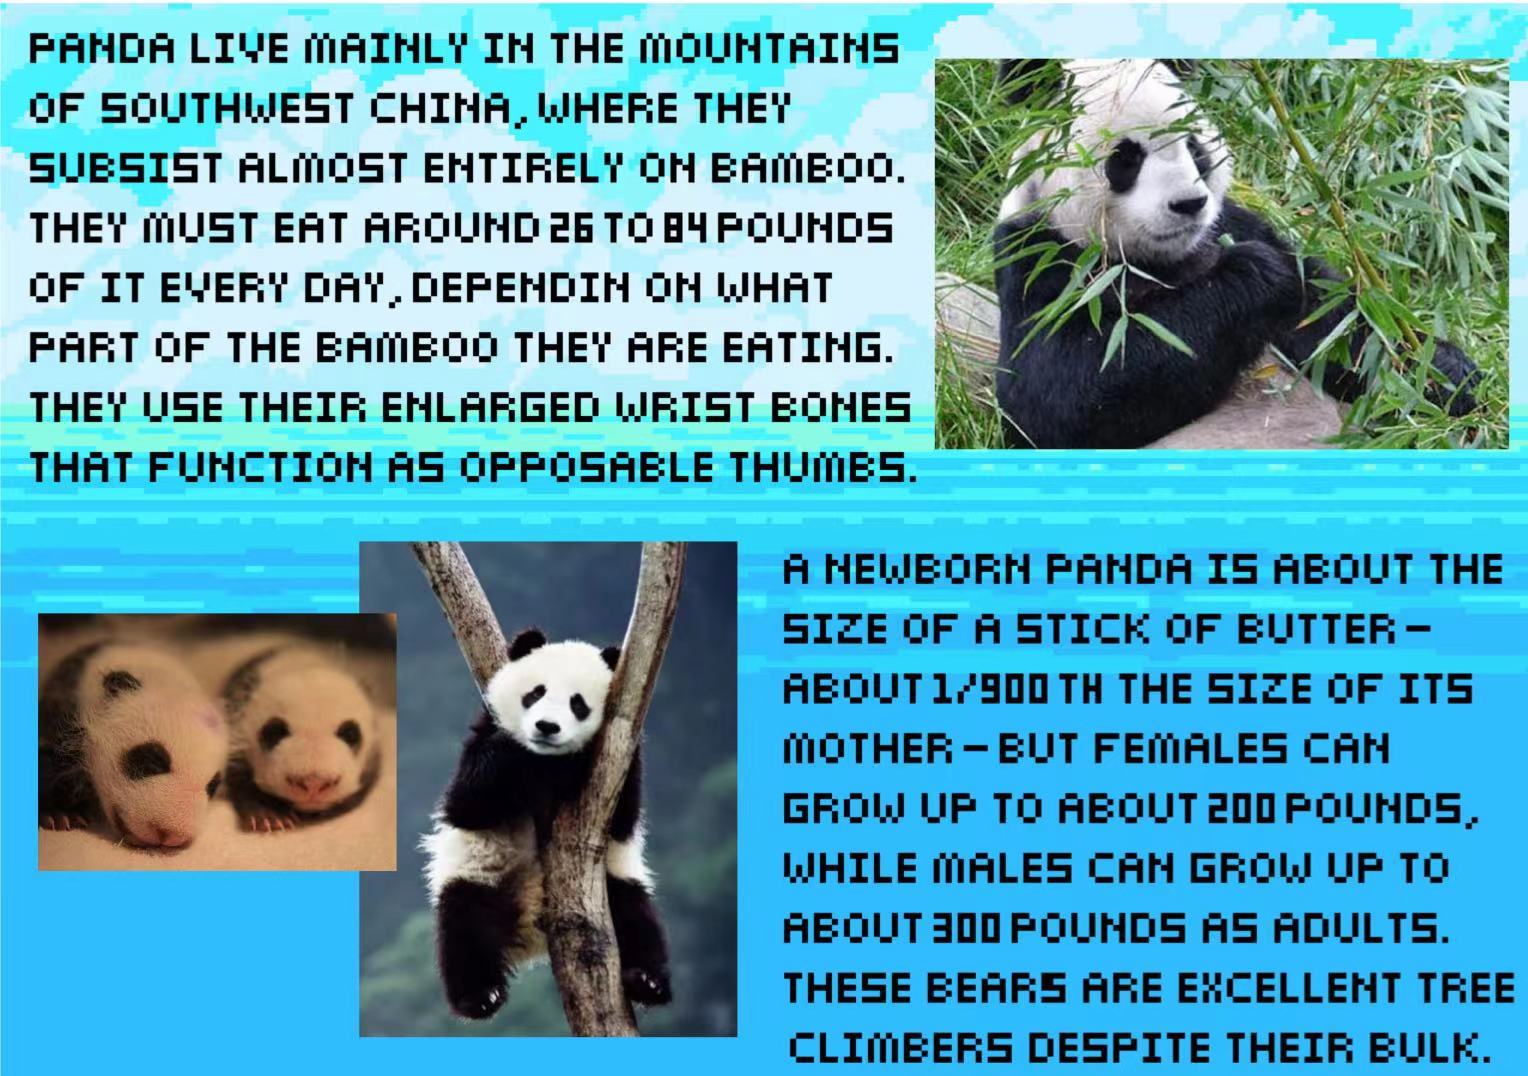 PANDA LIVE MAINLY IN THE MOUNTAINS
OF SOUTHWEST CHINA, WHERE THEY
SUBSIST ALMOST ENTIRELY ON BAMBOO.
THEY MUST EAT AROUND 26 TO 84 POUNDS
OF IT EVERY DAY, DEPENDIN ON WHAT
PART OF THE BAMBOO THEY ARE EATING.
THEY USE THEIR ENLARGED WRIST BONES
THAT FUNCTION AS OPPOSABLE THUMBS.
A NEWBORN PANDA IS ABOUT THE
SIZE OF A STICK OF BUTTER –
ABOUT 1/900 TH THE SIZE OF ITS
MOTHER – BUT FEMALES CAN
GROW UP TO ABOUT 200 POUNDS,
WHILE MALES CAN GROW UP TO
ABOUT 300 POUNDS AS ADULTS.
THESE BEARS ARE EXCELLENT TREE
CLIMBERS DESPITE THEIR BULK.